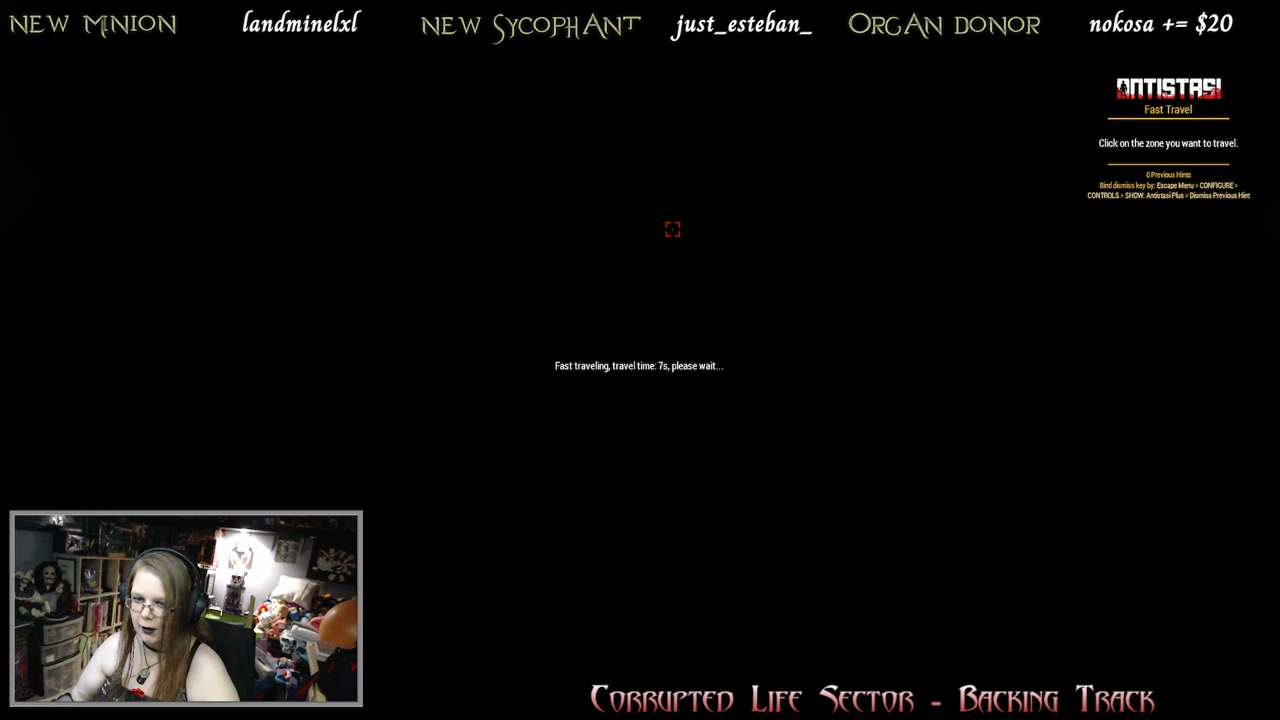 NEW MINION landminelxl NEW SYCOPHANT just_esteban_ ORGAN DONOR nokosa += $20
ANTISTASI
Fast Travel
Click on the zone you want to travel.
0 Previous Hints
Bind dismiss key by: Escape Menu > CONFIGURE >
CONTROLS > SHOW: Antistasi Plus > Dismiss Previous Hint
Fast traveling, travel time: 7s, please wait...
CORRUPTED LIFE SECTOR - BACKING TRACK